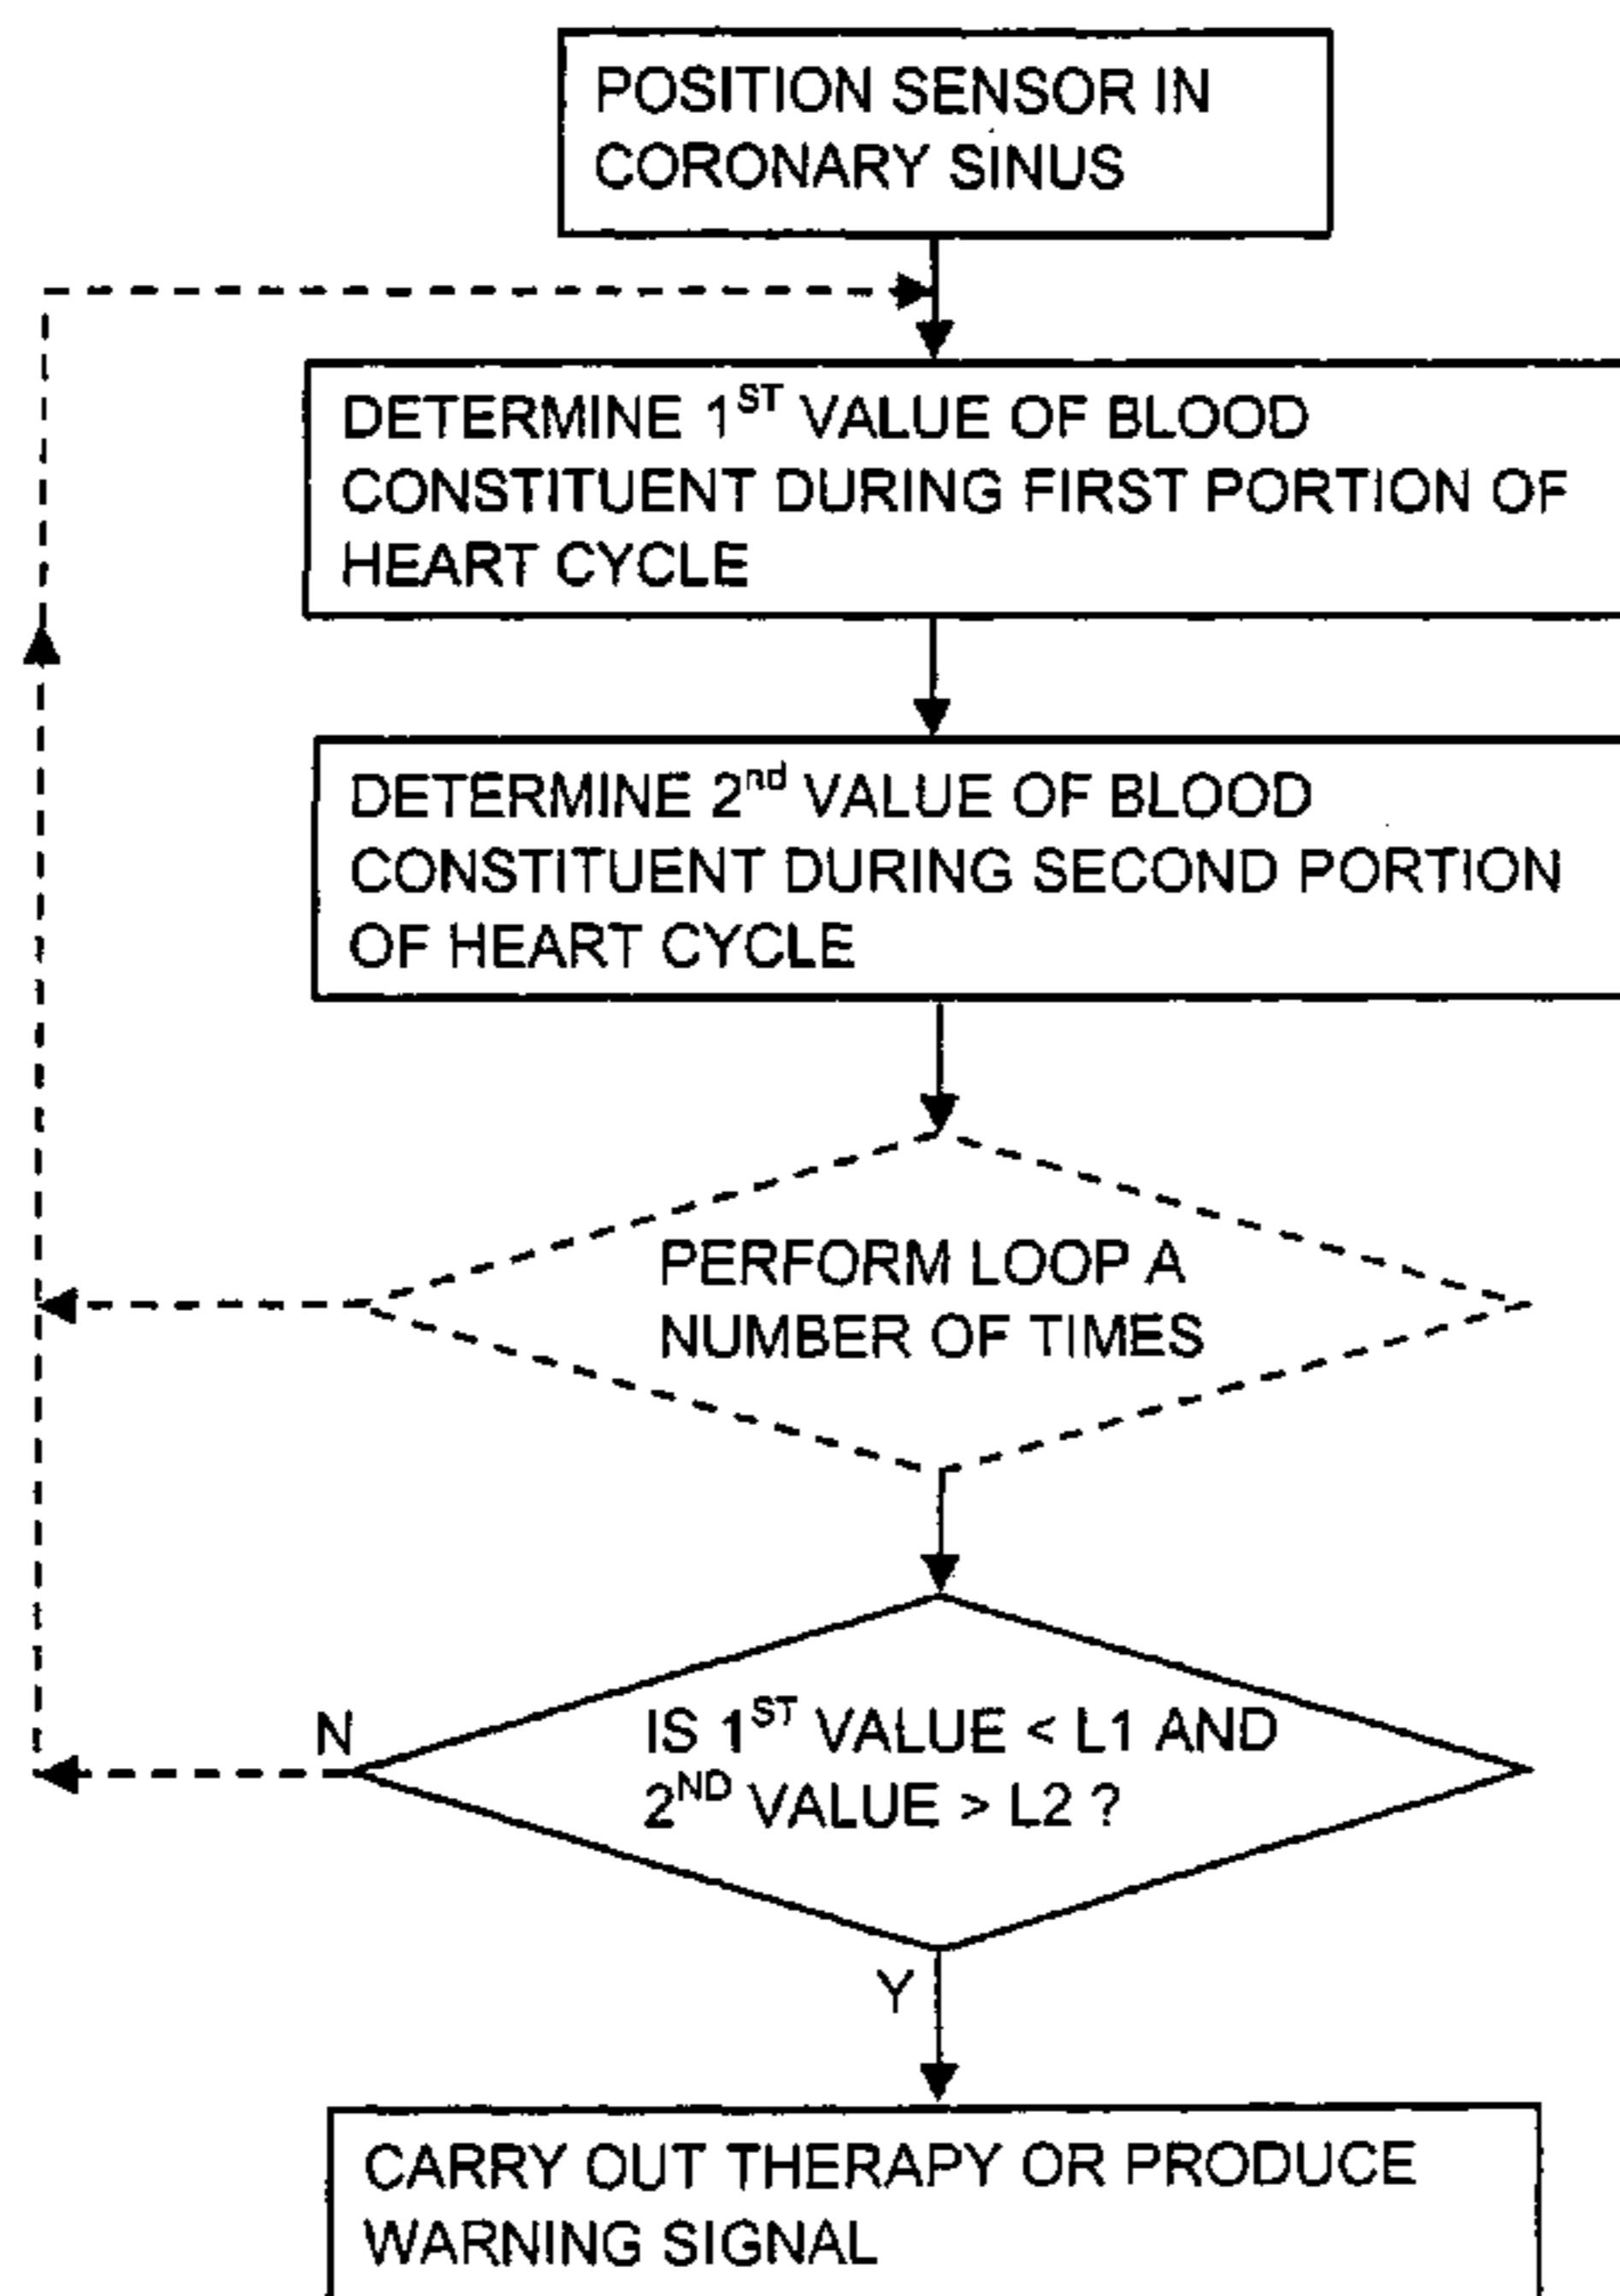 POSITION SENSOR IN
CORONARY SINUS
DETERMINE 1ST VALUE OF BLOOD
CONSTITUENT DURING FIRST PORTION OF
HEART CYCLE
DETERMINE 2nd VALUE OF BLOOD
CONSTITUENT DURING SECOND PORTION
OF HEART CYCLE
PERFORM LOOP A
NUMBER OF TIMES
N
IS 1ST VALUE < L1 AND
2ND VALUE > L2 ?
Y
CARRY OUT THERAPY OR PRODUCE
WARNING SIGNAL